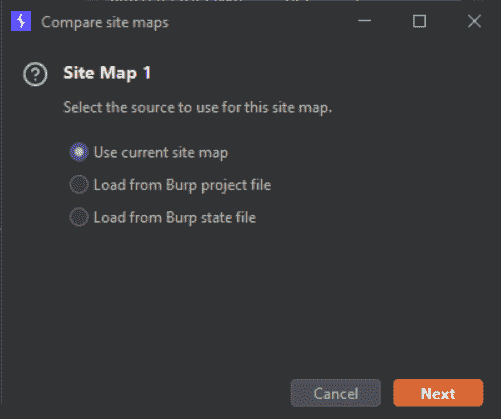 Compare site maps
Site Map 1
Select the source to use for this site map.
Use current site map
Load from Burp project file
Load from Burp state file
Cancel
Next